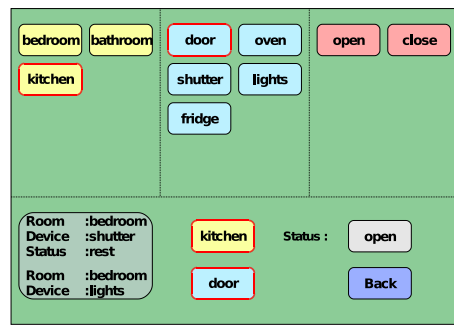 bedroom bathroom door oven open close
kitchen shutter lights
fridge
Room :bedroom
Device :shutter
Status :rest
Room :bedroom
Device :lights
kitchen Status : open
door Back